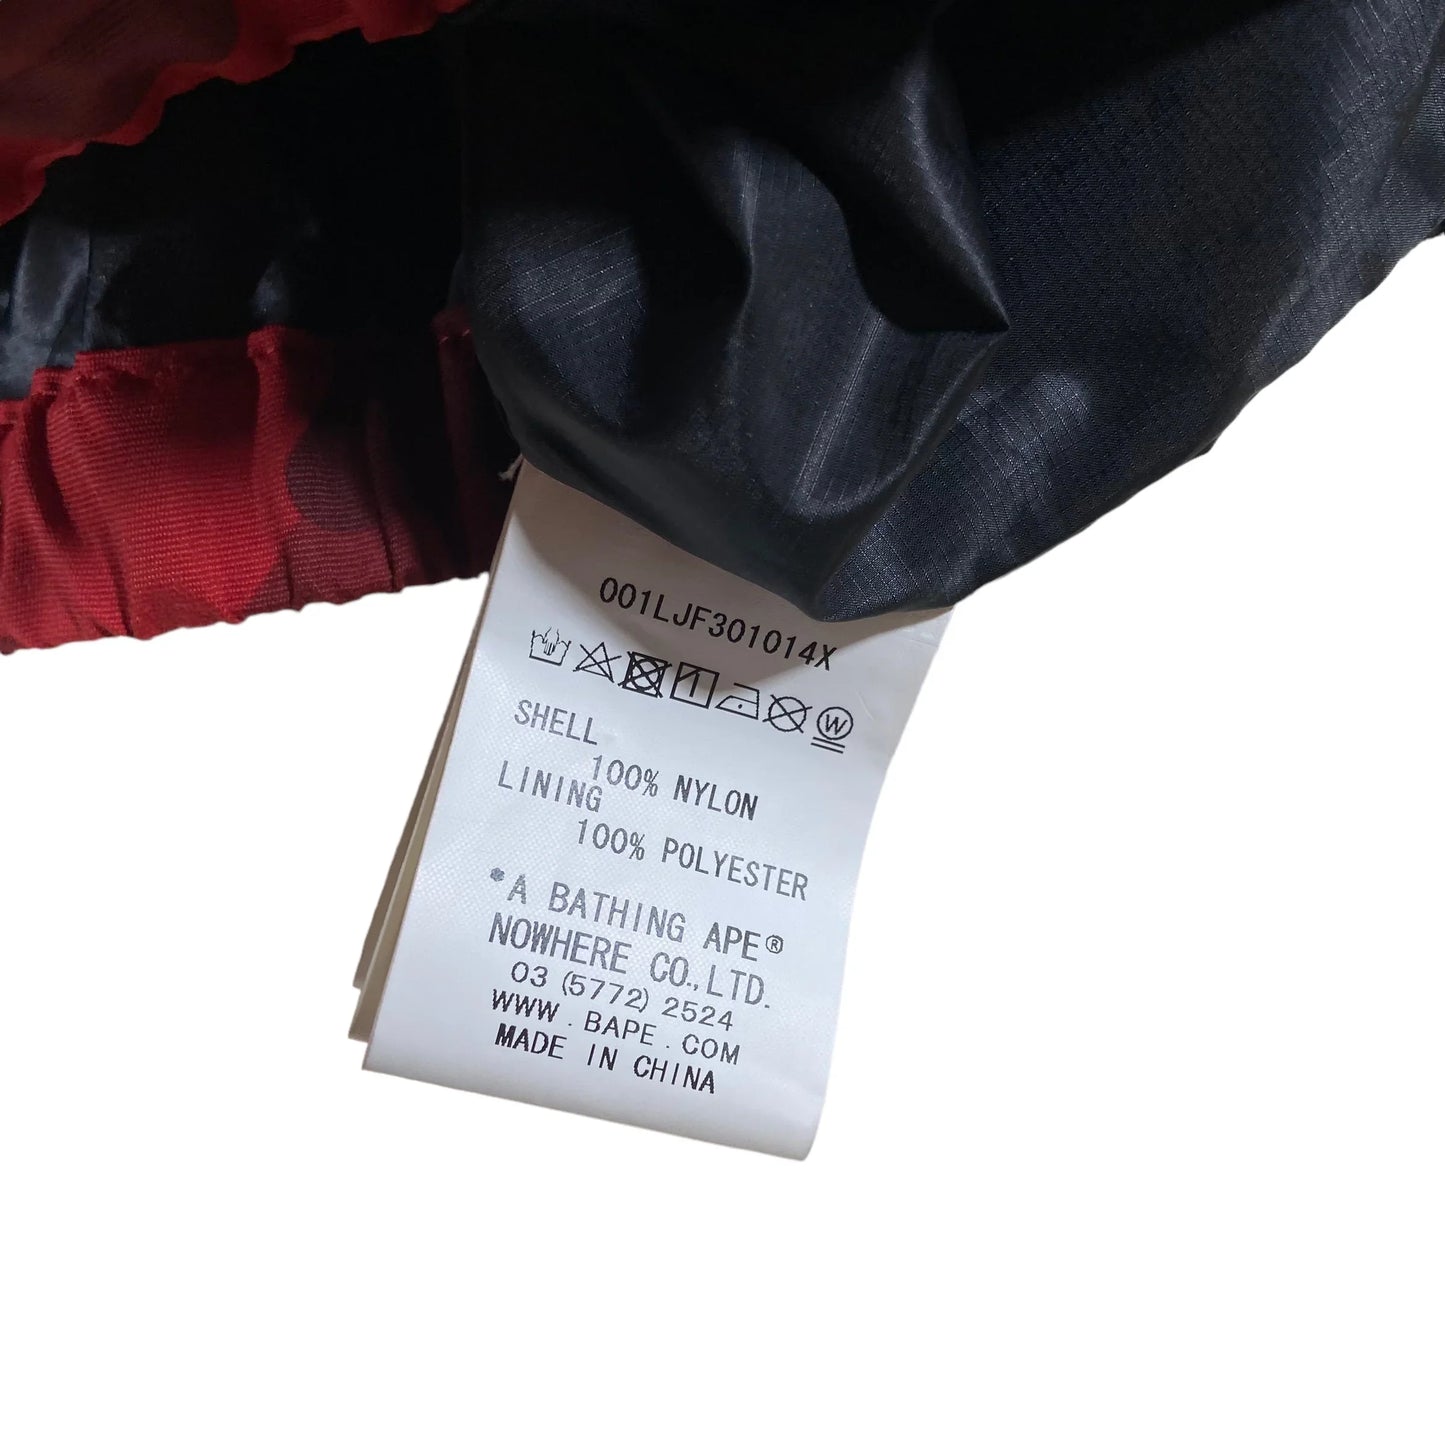 001LJF301014X
W
SHELL
100% NYLON
LINING
100% POLYESTER
*A BATHING APE®
NOWHERE CO.,LTD.
03 (5772) 2524
WWW.BAPE.COM
MADE IN CHINA